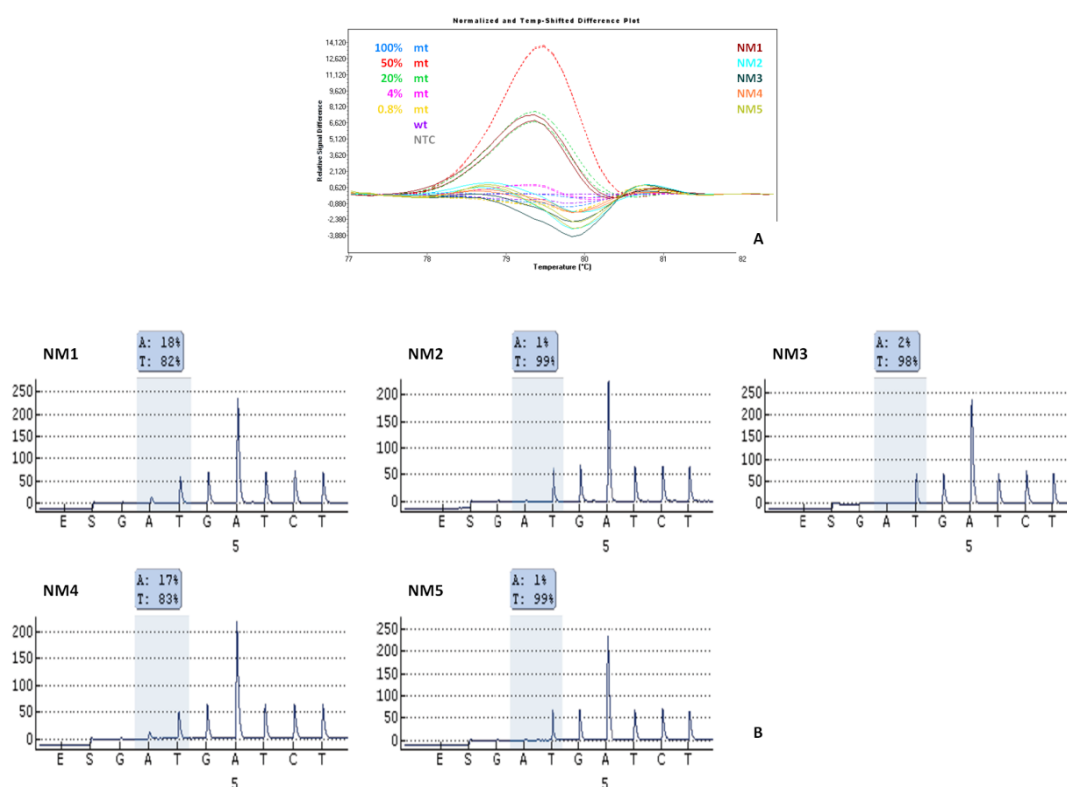 Normalized and Temp-Shifted Difference Plot
14,120
12,620
11,120
9,620
8,120
6,620
5,120
3,620
2,120
0,620
-0,880
-2,380
-3,880
Relative Signal Difference
100% mt
50% mt
20% mt
4% mt
0.8% mt
wt
NTC
NM1
NM2
NM3
NM4
NM5
A
77 78 79 80 81 82
Temperature (°C)
NM1
A: 18%
T: 82%
250
200
150
100
50
0
E S G A T G A T C T
5
NM2
A: 1%
T: 99%
200
150
100
50
0
E S G A T G A T C T
5
NM3
A: 2%
T: 98%
250
200
150
100
50
0
E S G A T G A T C T
5
NM4
A: 17%
T: 83%
200
150
100
50
0
E S G A T G A T C T
5
NM5
A: 1%
T: 99%
250
200
150
100
50
0
E S G A T G A T C T
5
B